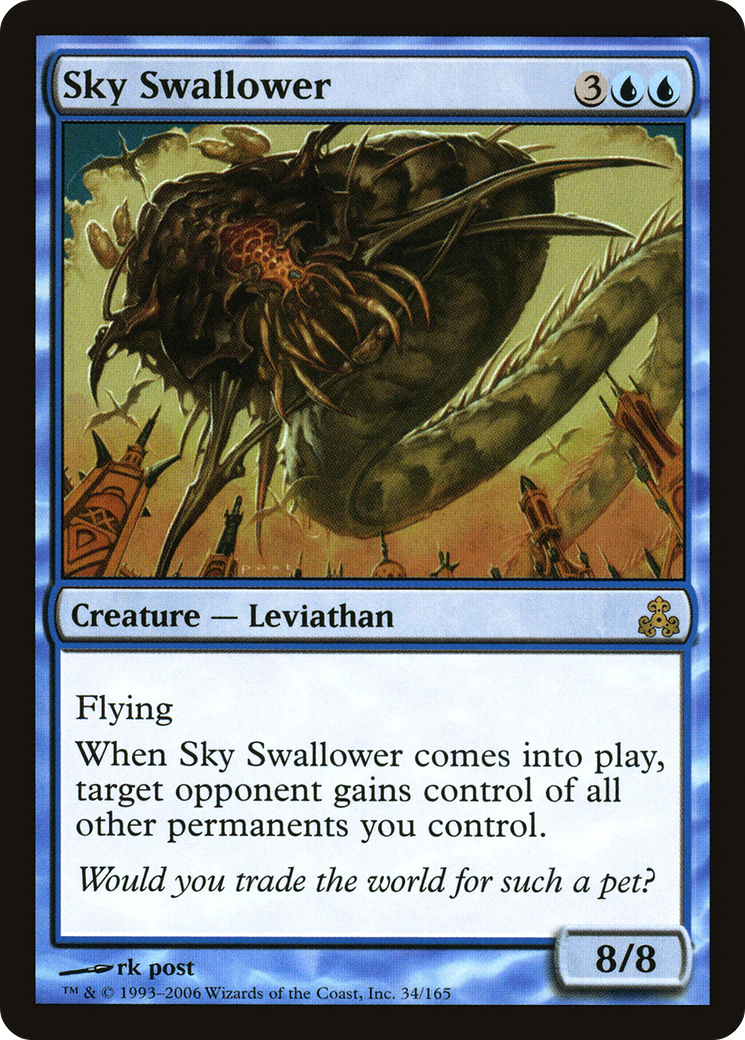 Sky Swallower 3
post
Creature — Leviathan
Flying
When Sky Swallower comes into play,
target opponent gains control of all
other permanents you control.
Would you trade the world for such a pet?
8/8
rk post
™ & © 1993–2006 Wizards of the Coast, Inc. 34/165